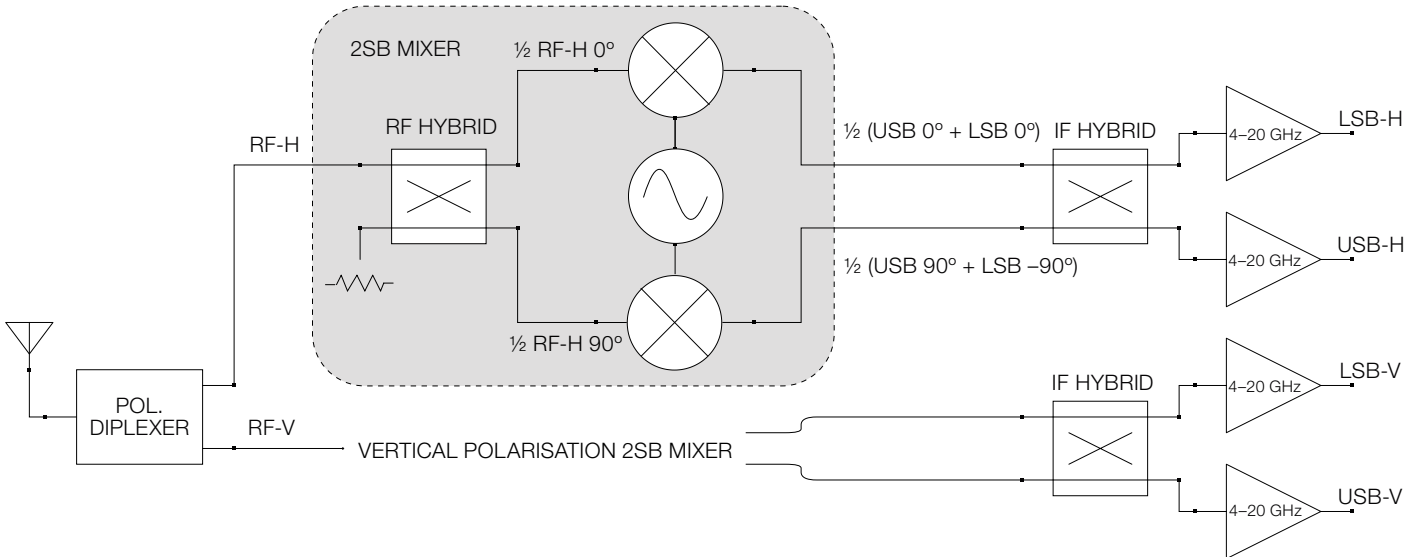 2SB MIXER
½ RF-H 0º
RF HYBRID
RF-H
½ RF-H 90º
½ (USB 0º + LSB 0º)
½ (USB 90º + LSB –90º)
IF HYBRID
4–20 GHz
LSB-H
4–20 GHz
USB-H
POL.
DIPLEXER
RF-V
VERTICAL POLARISATION 2SB MIXER
IF HYBRID
4–20 GHz
LSB-V
4–20 GHz
USB-V